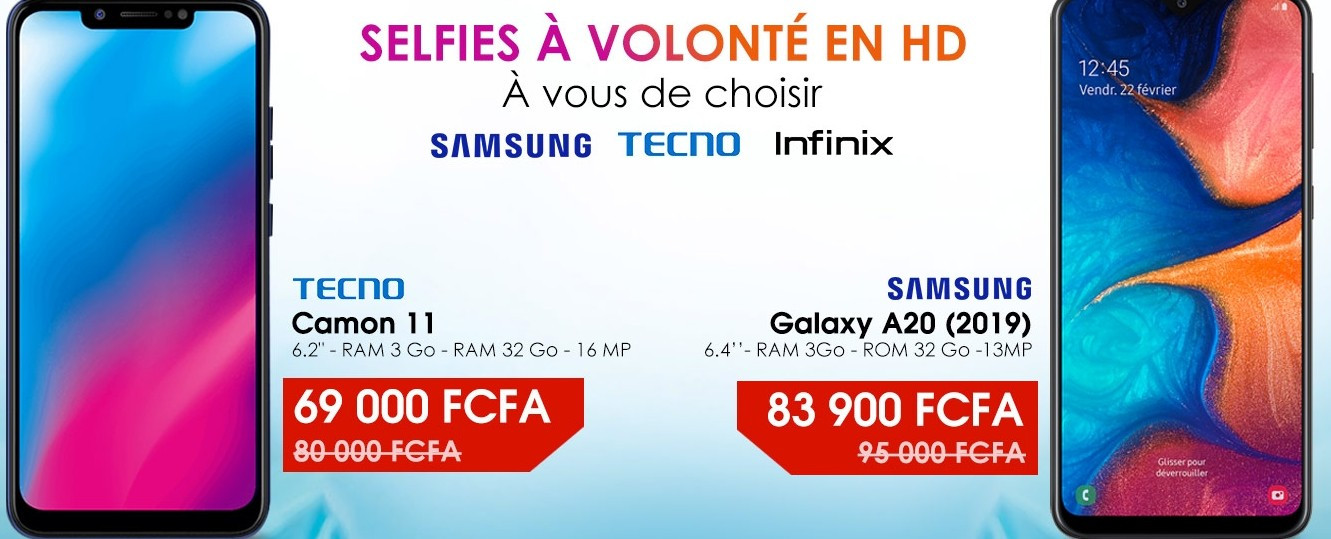 SELFIES À VOLONTÉ EN HD
À vous de choisir
SAMSUNG TECNO Infinix
TECNO
Camon 11
6.2" - RAM 3 Go - RAM 32 Go - 16 MP
69 000 FCFA
80 000 FCFA
SAMSUNG
Galaxy A20 (2019)
6.4''- RAM 3Go - ROM 32 Go -13MP
83 900 FCFA
95 000 FCFA
12:45
Vendr. 22 février
Glisser pour
déverrouiller